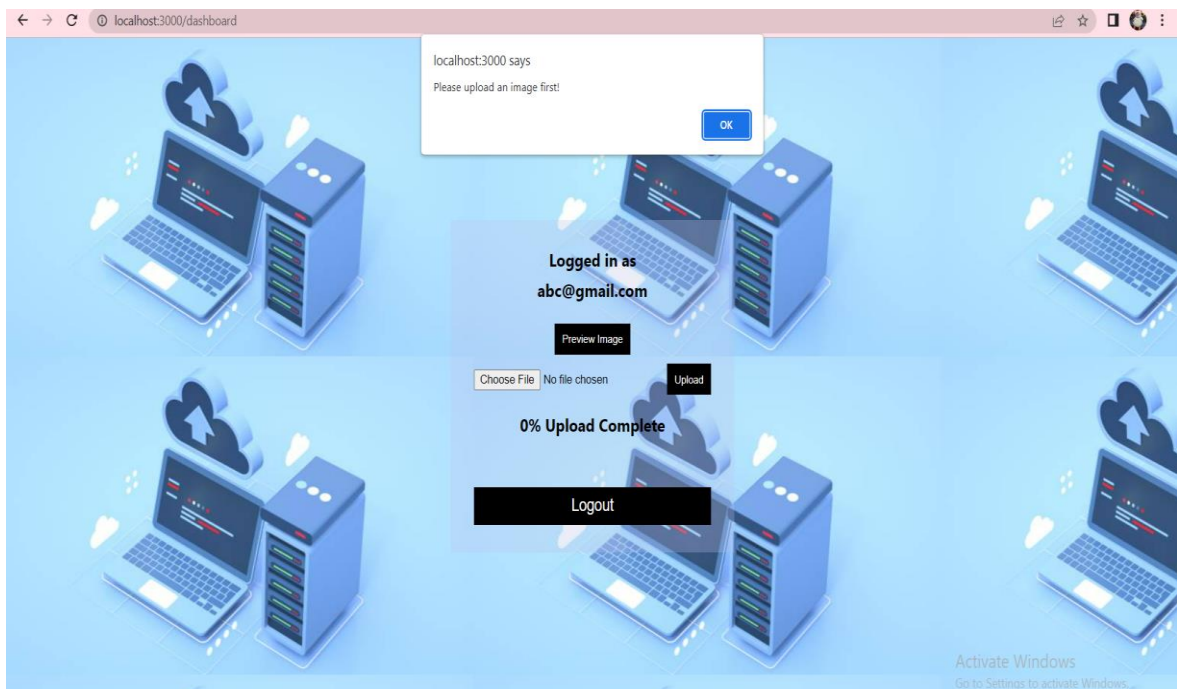 localhost:3000/dashboard
localhost:3000 says
Please upload an image first!
OK
Logged in as
abc@gmail.com
Preview Image
Choose File No file chosen Upload
0% Upload Complete
Logout
Activate Windows
Go to Settings to activate Windows.